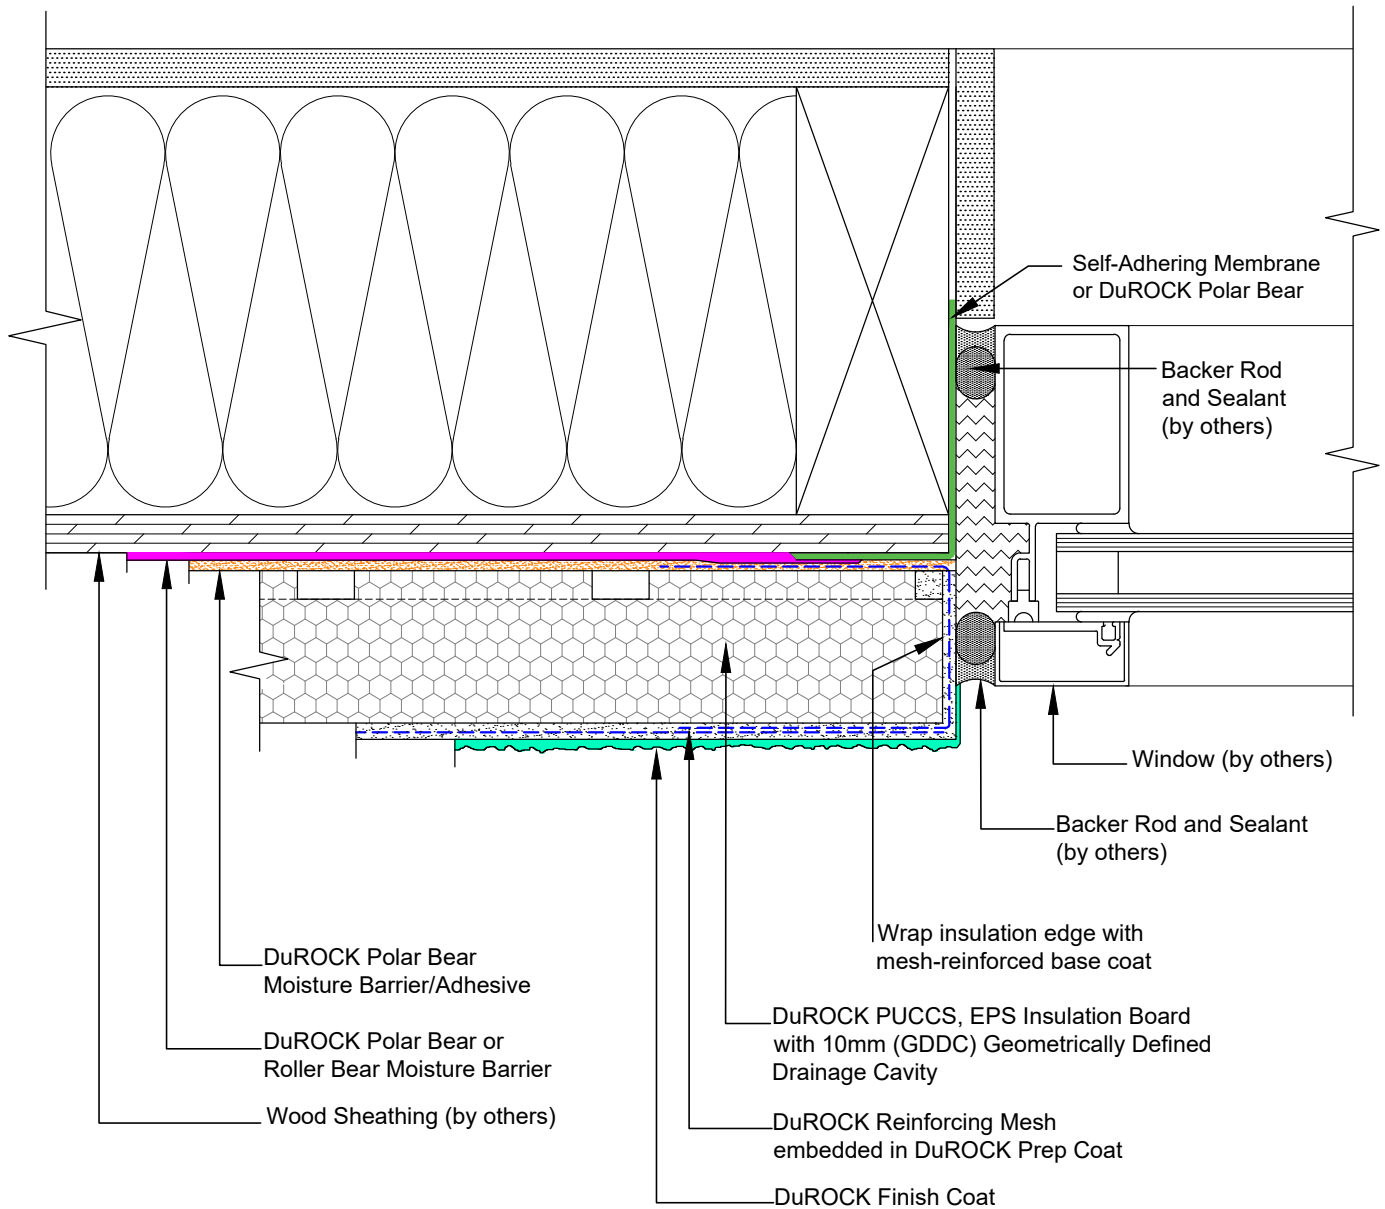 Self-Adhering Membrane
or DuROCK Polar Bear
Backer Rod
and Sealant
(by others)
Window (by others)
Backer Rod and Sealant
(by others)
Wrap insulation edge with
mesh-reinforced base coat
DuROCK Polar Bear
Moisture Barrier/Adhesive
DuROCK Polar Bear or
Roller Bear Moisture Barrier
Wood Sheathing (by others)
DuROCK PUCCS, EPS Insulation Board
with 10mm (GDDC) Geometrically Defined
Drainage Cavity
DuROCK Reinforcing Mesh
embedded in DuROCK Prep Coat
DuROCK Finish Coat